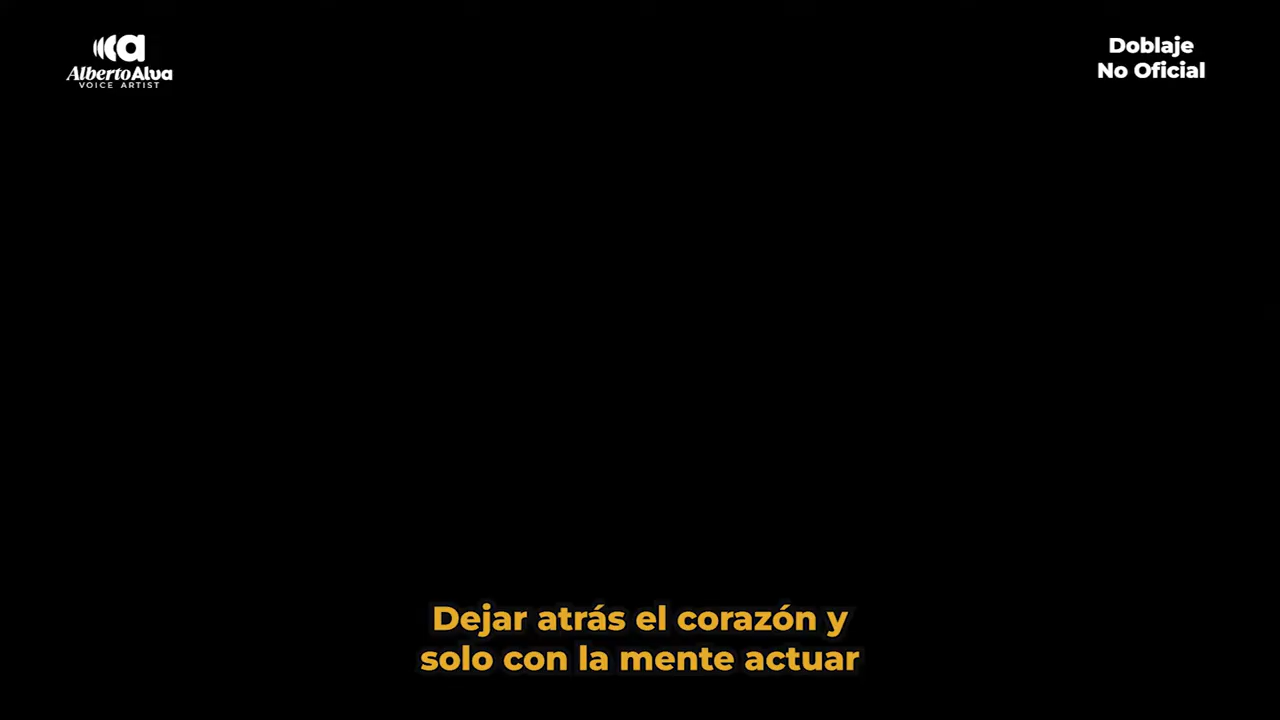 AlbertoAlva
VOICE ARTIST
Doblaje
No Oficial
Dejar atrás el corazón y
solo con la mente actuar